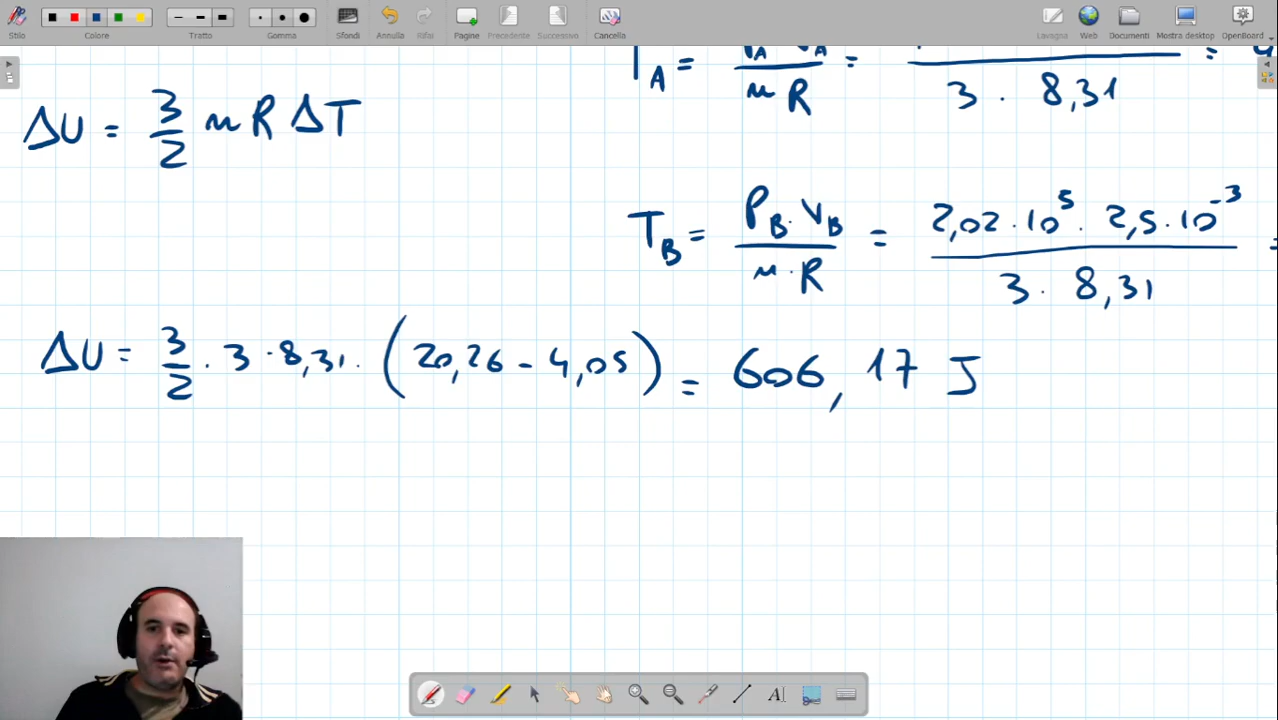 Stilo Colore Tratto Gomma Sfondi Annulla Rifai Pagine Precedente Successivo Cancella Lavagna Web Documenti Mostra desktop OpenBoard
A = n R = 3 · 8,31 =
ΔU = 3/2 n R ΔT
T_B = P_B · V_B / n · R = 2,02 · 10^5 · 2,5 · 10^-3 / 3 · 8,31 =
ΔU = 3/2 · 3 · 8,31 · (20,26 - 4,05) = 606,17 J